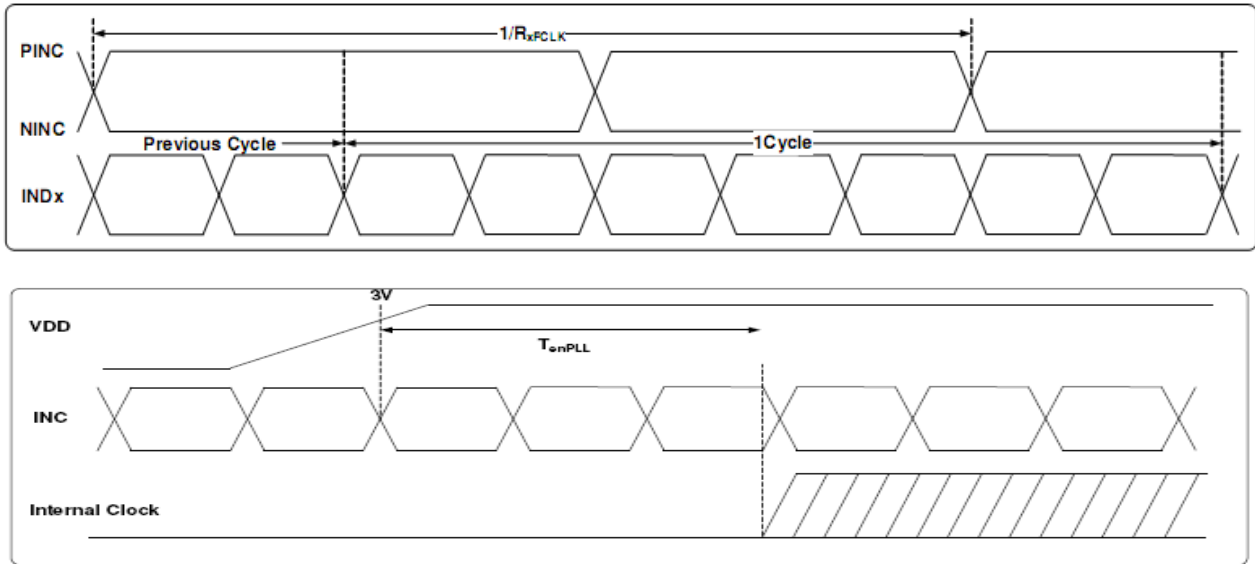 1/RxFCLK
PINC
NINC
Previous Cycle
1Cycle
INDx
3V
VDD
TenPLL
INC
Internal Clock